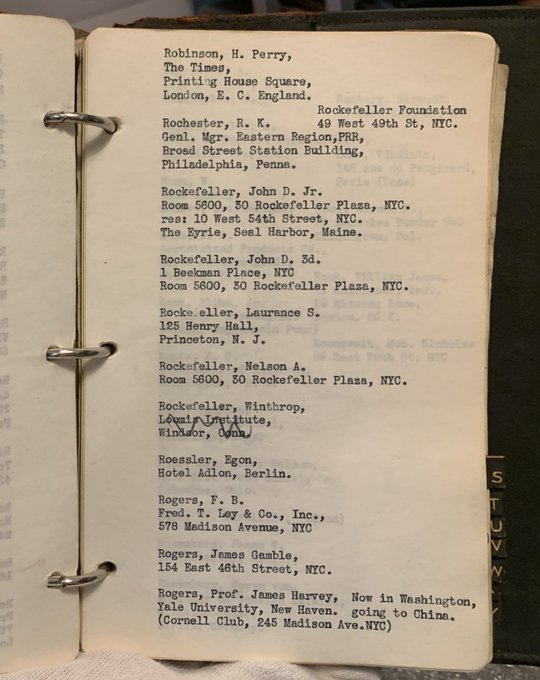 Robinson, H. Perry,
The Times,
Printing House Square,
London, E. C. England.
Rockefeller Foundation
49 West 49th St, NYC.
Rochester, R. K.
Genl. Mgr. Eastern Region,PRR,
Broad Street Station Building,
Philadelphia, Penna.
Rockefeller, John D. Jr.
Room 5600, 30 Rockefeller Plaza, NYC.
res: 10 West 54th Street, NYC.
The Eyrie, Seal Harbor, Maine.
Rockefeller, John D. 3d.
1 Beekman Place, NYC
Room 5600, 30 Rockefeller Plaza, NYC.
Rocke eller, Laurance S.
125 Henry Hall,
Princeton, N. J.
Rockefeller, Nelson A.
Room 5600, 30 Rockefeller Plaza, NYC.
Rockefeller, Winthrop,
Loomis Institute,
Windsor, Conn.
Roessler, Egon,
Hotel Adlon, Berlin.
Rogers, F. B.
Fred. T. Ley & Co., Inc.,
578 Madison Avenue, NYC
Rogers, James Gamble,
154 East 46th Street, NYC.
Rogers, Prof. James Harvey, Now in Washington,
Yale University, New Haven. going to China.
(Cornell Club, 245 Madison Ave.NYC)
S
T
U
V
W
Y